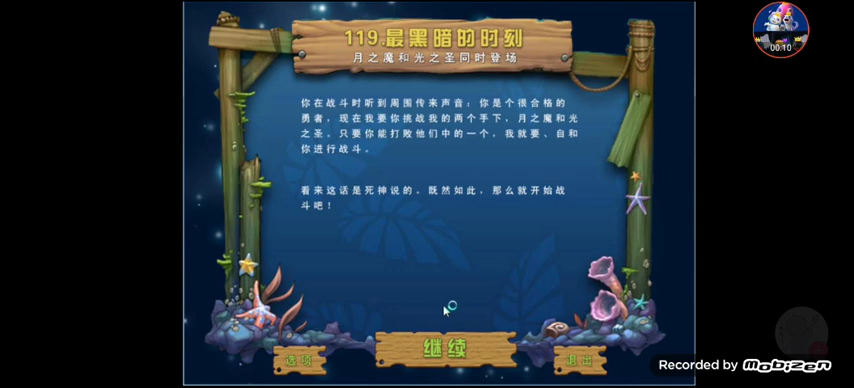 00:10
119.最黑暗的时刻
月之魔和光之圣同时登场
你在战斗时听到周围传来声音：你是个很合格的
勇者，现在我要你挑战我的两个手下，月之魔和光
之圣。只要你能打败他们中的一个，我就要、自和
你进行战斗。
看来这话是死神说的。既然如此，那么就开始战
斗吧！
继续
选项
退出
Recorded by Mobizen